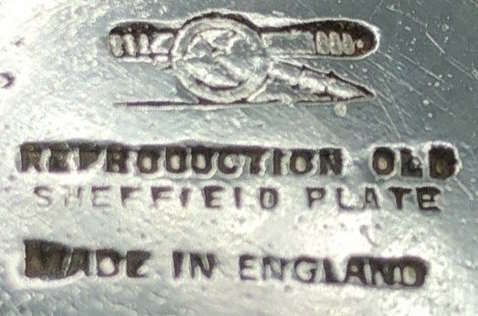 REPRODUCTION OLD
SHEFFIELD PLATE
MADE IN ENGLAND